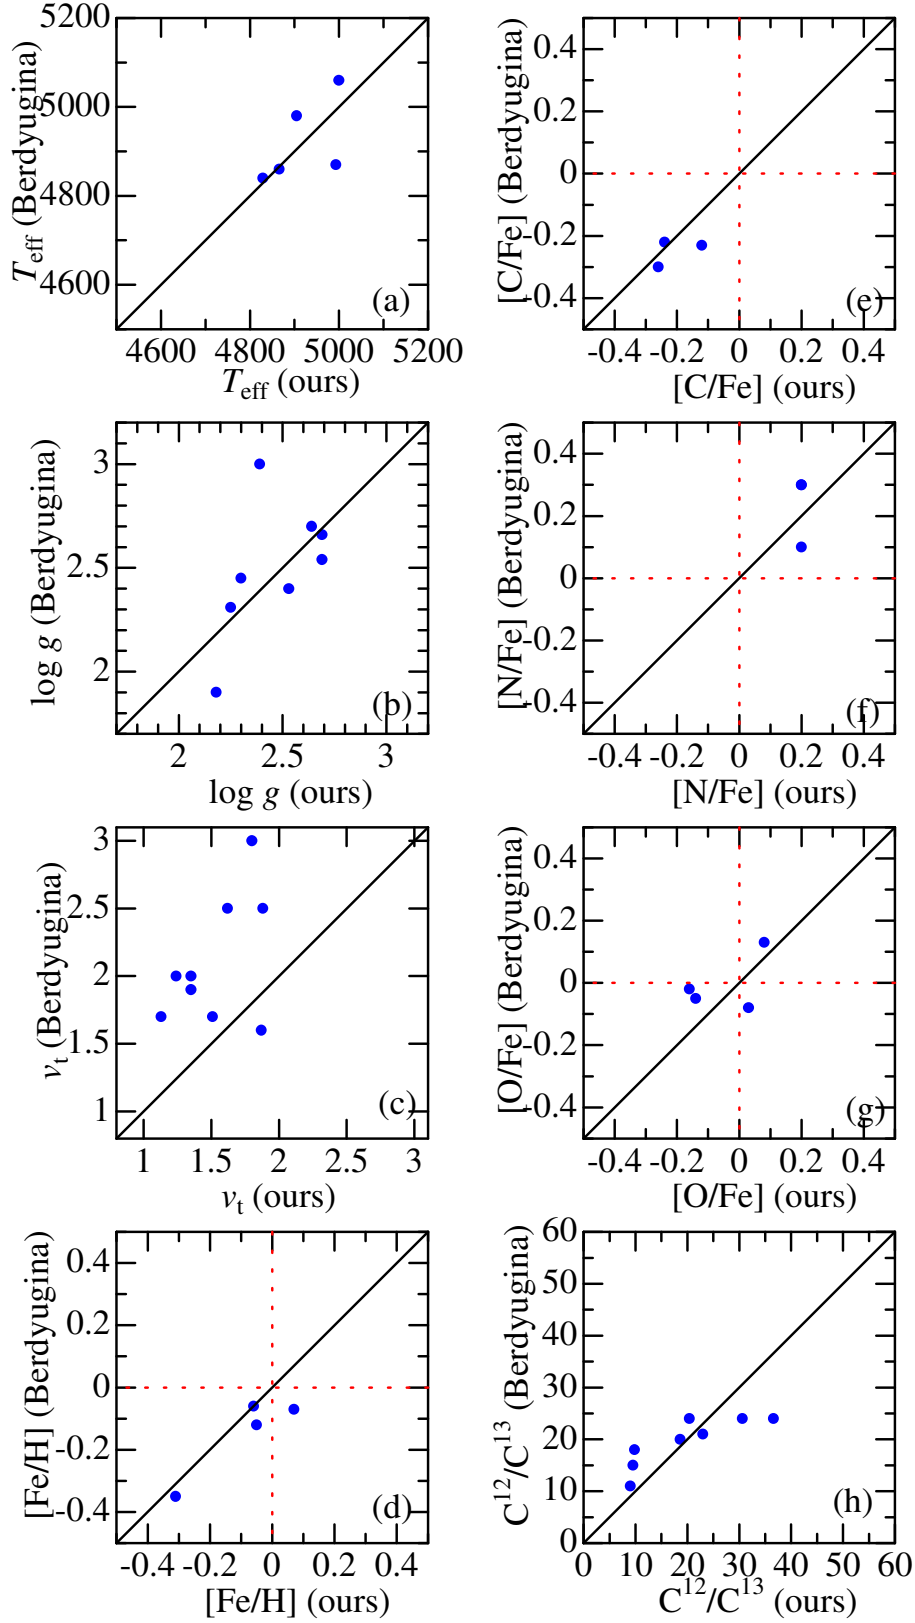 5200
5000
4800
4600
T_eff (Berdyugina)
(a)
4600 4800 5000 5200
T_eff (ours)
0.4
0.2
0
-0.2
-0.4
[C/Fe] (Berdyugina)
(e)
-0.4 -0.2 0 0.2 0.4
[C/Fe] (ours)
3
2.5
2
log g (Berdyugina)
(b)
2 2.5 3
log g (ours)
0.4
0.2
0
-0.2
-0.4
[N/Fe] (Berdyugina)
(f)
-0.4 -0.2 0 0.2 0.4
[N/Fe] (ours)
3
2.5
2
1.5
1
v_t (Berdyugina)
(c)
1 1.5 2 2.5 3
v_t (ours)
0.4
0.2
0
-0.2
-0.4
[O/Fe] (Berdyugina)
(g)
-0.4 -0.2 0 0.2 0.4
[O/Fe] (ours)
0.4
0.2
0
-0.2
-0.4
[Fe/H] (Berdyugina)
(d)
-0.4 -0.2 0 0.2 0.4
[Fe/H] (ours)
60
50
40
30
20
10
0
C^12/C^13 (Berdyugina)
(h)
0 10 20 30 40 50 60
C^12/C^13 (ours)